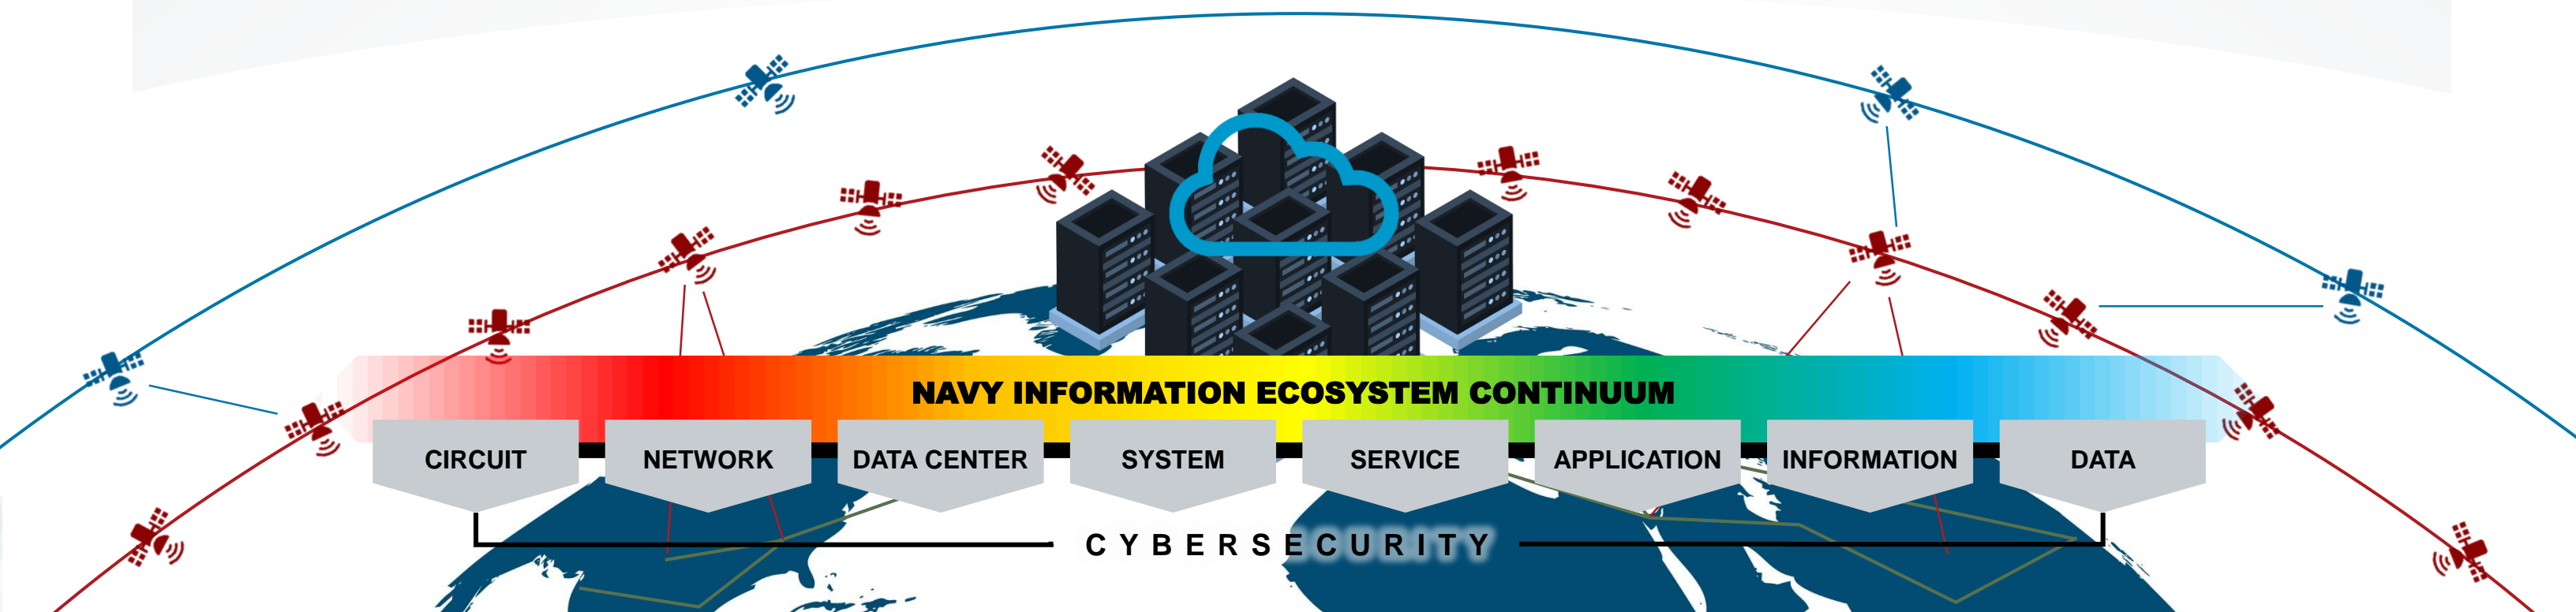 NAVY INFORMATION ECOSYSTEM CONTINUUM
CIRCUIT NETWORK DATA CENTER SYSTEM SERVICE APPLICATION INFORMATION DATA
CYBERSECURITY